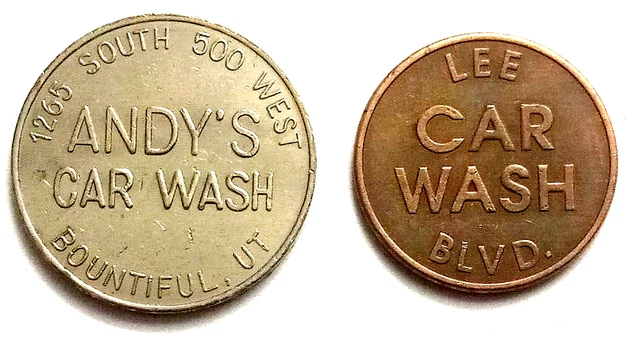 1265 SOUTH 500 WEST
ANDY'S
CAR WASH
BOUNTIFUL, UT
LEE
CAR
WASH
BLVD.